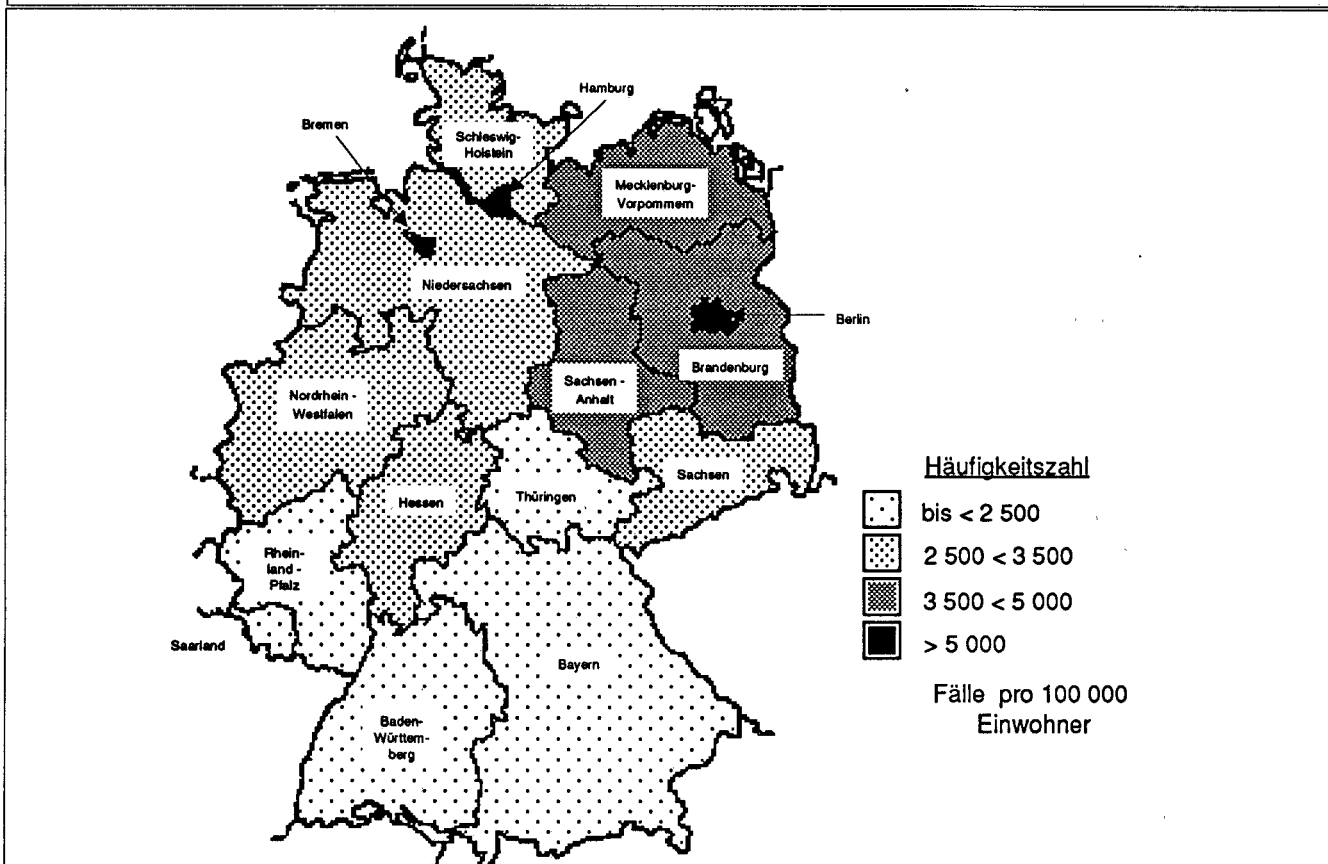 Hamburg
Bremen
Schleswig-
Holstein
Mecklenburg-
Vorpommern
Niedersachsen
Berlin
Brandenburg
Sachsen -
Anhalt
Nordrhein -
Westfalen
Sachsen
Hessen
Thüringen
Rhein-
land -
Pfalz
Saarland
Bayern
Baden-
Württem-
berg
Häufigkeitszahl
bis < 2 500
2 500 < 3 500
3 500 < 5 000
> 5 000
Fälle pro 100 000
Einwohner